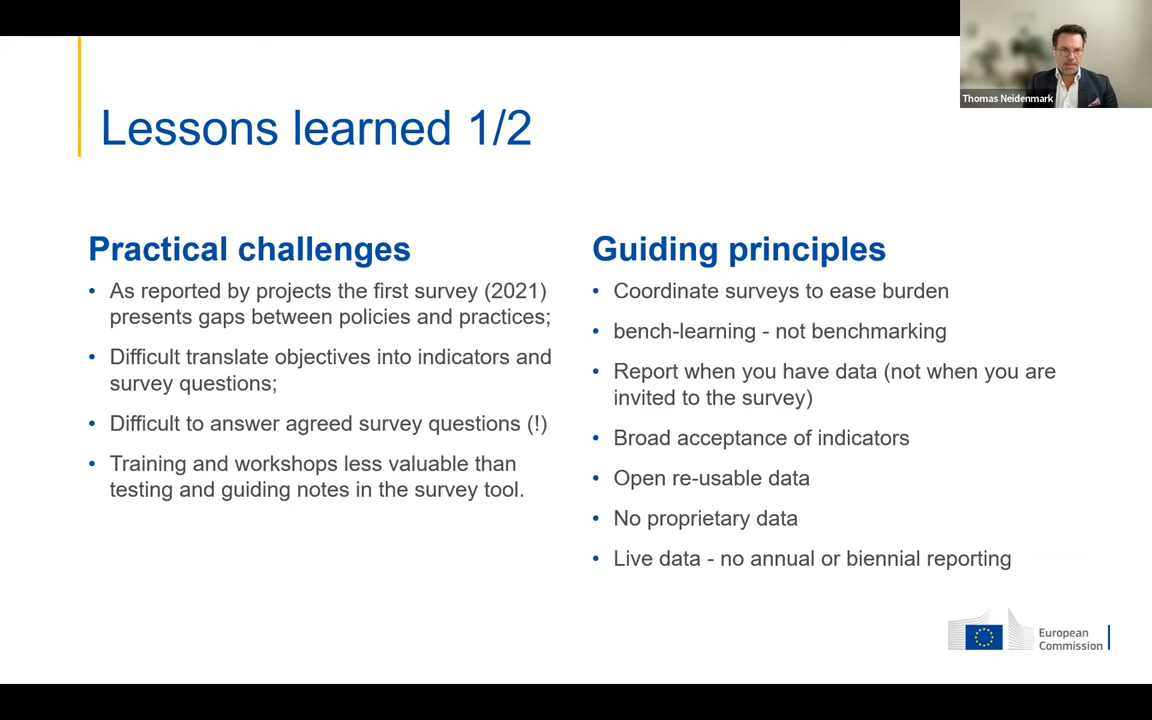 Thomas Neidenmark
Lessons learned 1/2
Practical challenges
• As reported by projects the first survey (2021)
presents gaps between policies and practices;
• Difficult translate objectives into indicators and
survey questions;
• Difficult to answer agreed survey questions (!)
• Training and workshops less valuable than
testing and guiding notes in the survey tool.
Guiding principles
• Coordinate surveys to ease burden
• bench-learning - not benchmarking
• Report when you have data (not when you are
invited to the survey)
• Broad acceptance of indicators
• Open re-usable data
• No proprietary data
• Live data - no annual or biennial reporting
European
Commission